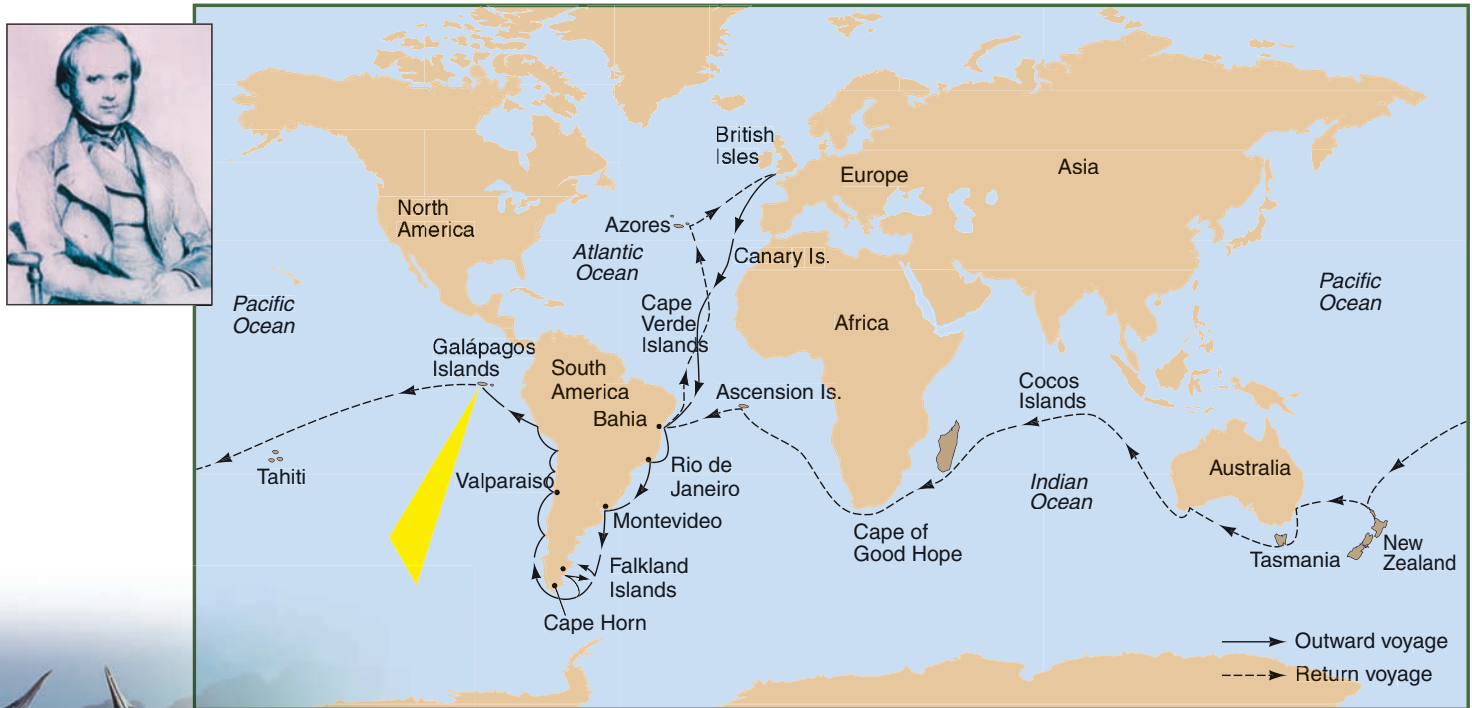 British
Isles
Europe
Asia
North
America
Azores
Atlantic
Ocean
Canary Is.
Pacific
Ocean
Pacific
Ocean
Cape
Verde
Islands
Africa
Galápagos
Islands
South
America
Ascension Is.
Cocos
Islands
Bahia
Tahiti
Valparaiso
Rio de
Janeiro
Indian
Ocean
Australia
Montevideo
Cape of
Good Hope
Tasmania
New
Zealand
Falkland
Islands
Cape Horn
Outward voyage
Return voyage